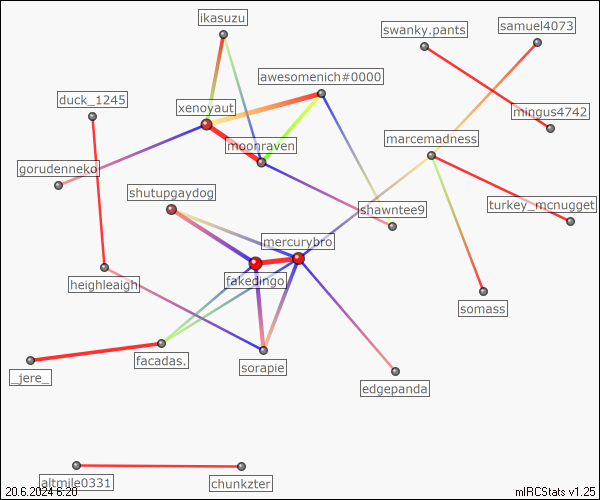 ikasuzu
samuel4073
swanky.pants
awesomenich#0000
duck_1245
xenoyaut
mingus4742
marcemadness
moonraven
gorudenneko
shutupgaydog
turkey_mcnugget
shawntee9
mercurybro
fakedingo
heighleaigh
somass
facadas.
sorapie
_jere_
edgepanda
altmile0331
chunkzter
20.6.2024 6:20
mIRCStats v1.25